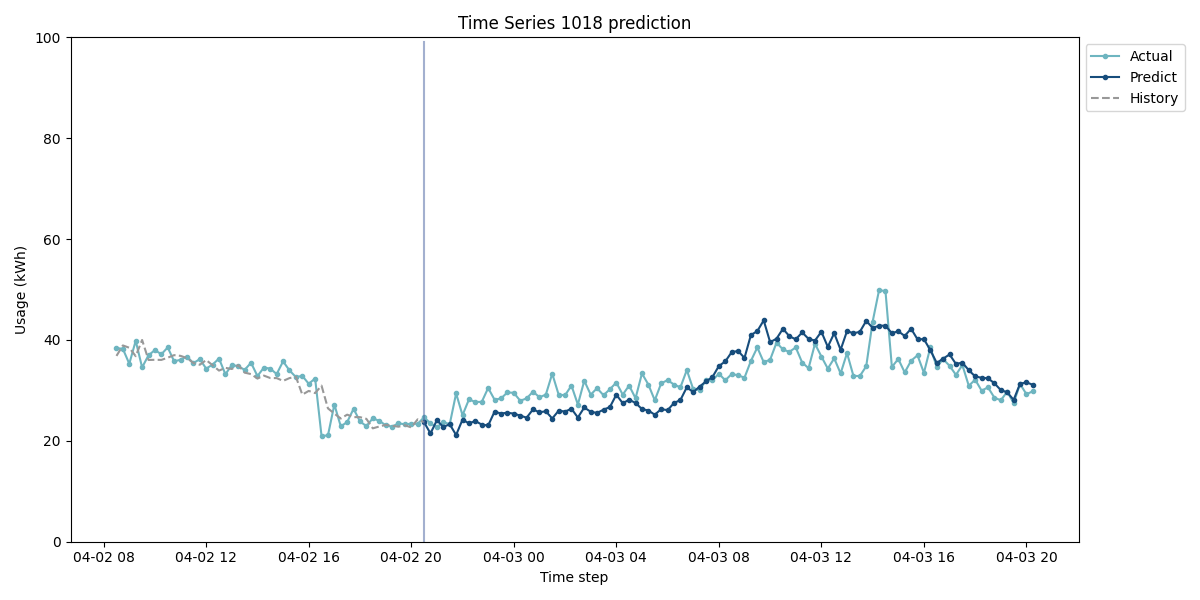 Time Series 1018 prediction
Usage (kWh)
100
80
60
40
20
0
04-02 08
04-02 12
04-02 16
04-02 20
04-03 00
04-03 04
04-03 08
04-03 12
04-03 16
04-03 20
Time step
Actual
Predict
History